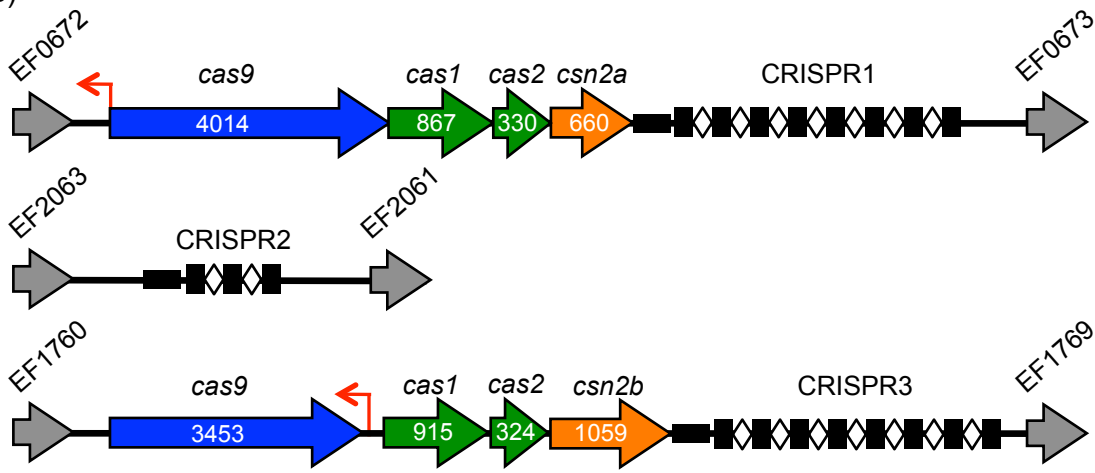 EF0672
cas9
cas1
cas2
csn2a
CRISPR1
EF0673
4014
867
330
660
EF2063
CRISPR2
EF2061
EF1760
cas9
cas1
cas2
csn2b
CRISPR3
EF1769
3453
915
324
1059